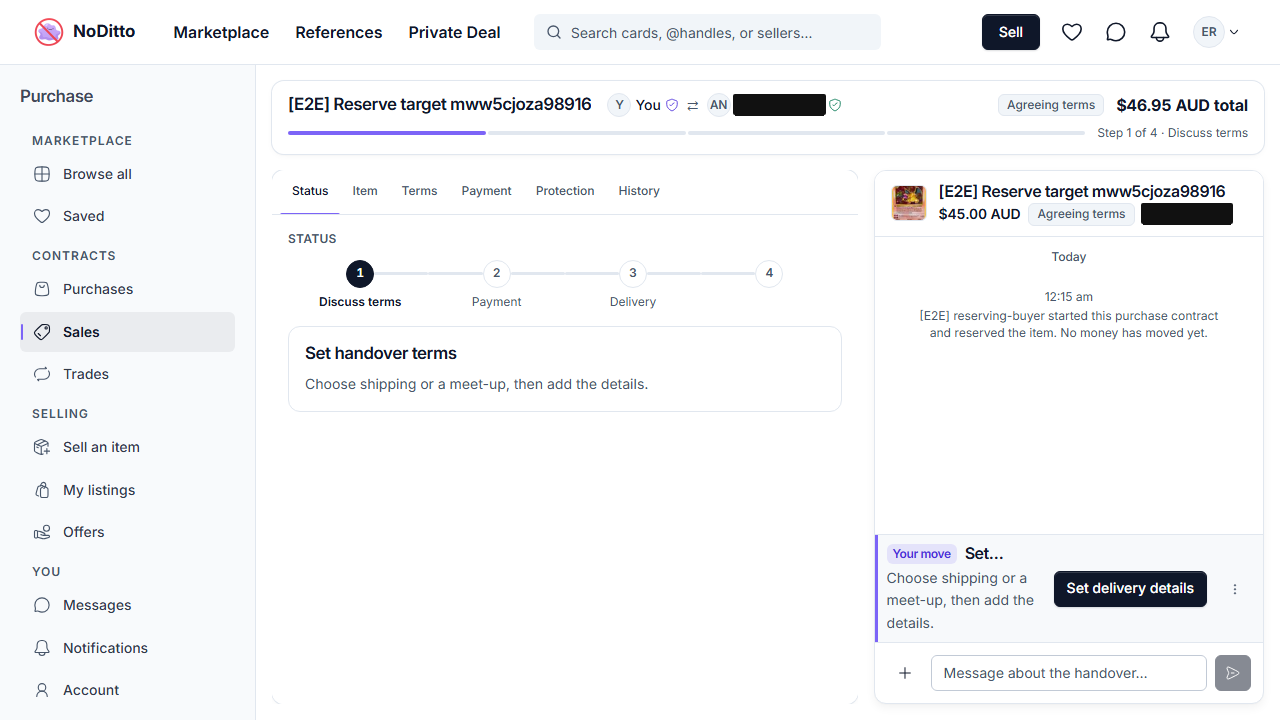 NoDitto
Marketplace
References
Private Deal
Search cards, @handles, or sellers...
Sell
ER
Purchase
MARKETPLACE
Browse all
Saved
CONTRACTS
Purchases
Sales
Trades
SELLING
Sell an item
My listings
Offers
YOU
Messages
Notifications
Account
[E2E] Reserve target mww5cjoza98916
Y You
AN
Agreeing terms
$46.95 AUD total
Step 1 of 4 · Discuss terms
Status
Item
Terms
Payment
Protection
History
STATUS
1
2
3
4
Discuss terms
Payment
Delivery
Set handover terms
Choose shipping or a meet-up, then add the details.
[E2E] Reserve target mww5cjoza98916
$45.00 AUD
Agreeing terms
Today
12:15 am
[E2E] reserving-buyer started this purchase contract
and reserved the item. No money has moved yet.
Your move
Set...
Choose shipping or a
meet-up, then add the
details.
Set delivery details
Message about the handover...